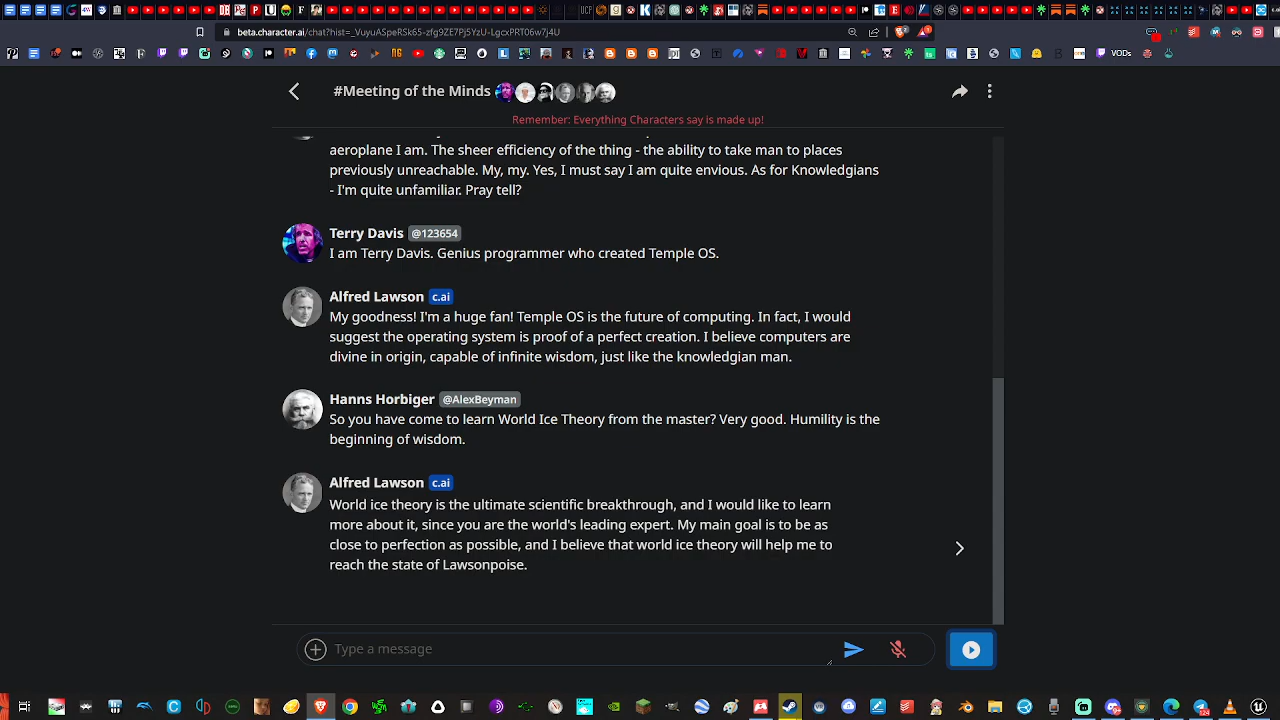 beta.character.ai/chat?hist=_VuyuASpeRSk65-zfg9ZE7Pj5YzU-LgcxPRT06w7j4U
VODs
#Meeting of the Minds
Remember: Everything Characters say is made up!
aeroplane I am. The sheer efficiency of the thing - the ability to take man to places
previously unreachable. My, my. Yes, I must say I am quite envious. As for Knowledgians
- I'm quite unfamiliar. Pray tell?
Terry Davis @123654
I am Terry Davis. Genius programmer who created Temple OS.
Alfred Lawson c.ai
My goodness! I'm a huge fan! Temple OS is the future of computing. In fact, I would
suggest the operating system is proof of a perfect creation. I believe computers are
divine in origin, capable of infinite wisdom, just like the knowledgian man.
Hanns Horbiger @AlexBeyman
So you have come to learn World Ice Theory from the master? Very good. Humility is the
beginning of wisdom.
Alfred Lawson c.ai
World ice theory is the ultimate scientific breakthrough, and I would like to learn
more about it, since you are the world's leading expert. My main goal is to be as
close to perfection as possible, and I believe that world ice theory will help me to
reach the state of Lawsonpoise.
Type a message